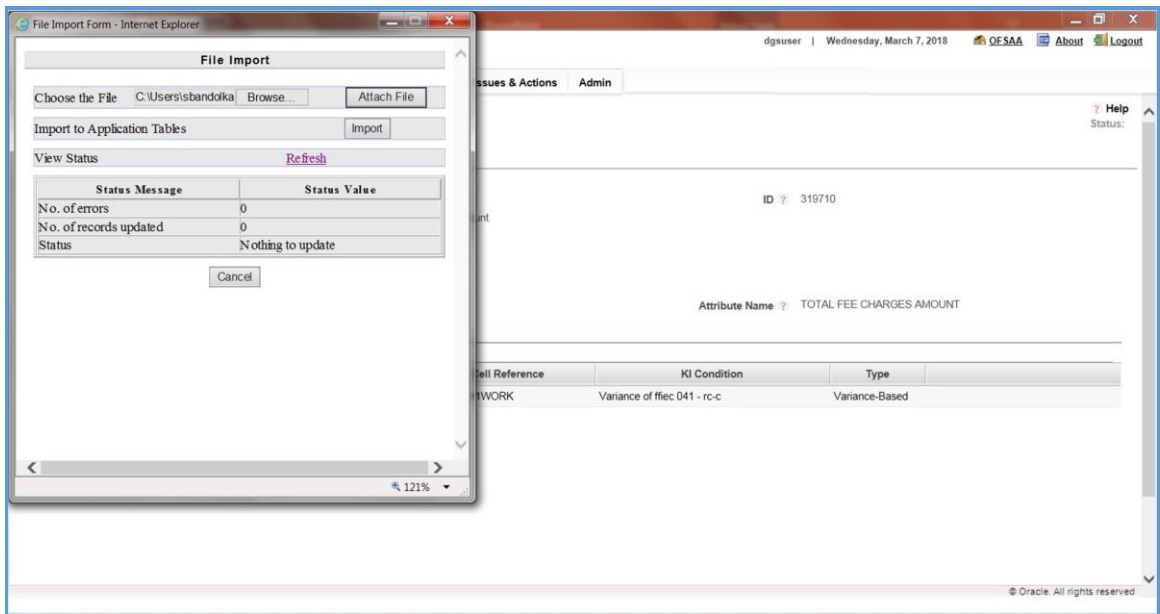 File Import Form - Internet Explorer
dgsuser | Wednesday, March 7, 2018 OFSAA About Logout
File Import
Choose the File C:\Users\sbandolka Browse... Attach File
Import to Application Tables Import
View Status Refresh
Status Message Status Value
No. of errors 0
No. of records updated 0
Status Nothing to update
Cancel
121%
ssues & Actions Admin
? Help
Status:
ID ? 319710
unt
Attribute Name ? TOTAL FEE CHARGES AMOUNT
Cell Reference KI Condition Type
1WORK Variance of ffiec 041 - rc-c Variance-Based
© Oracle. All rights reserved